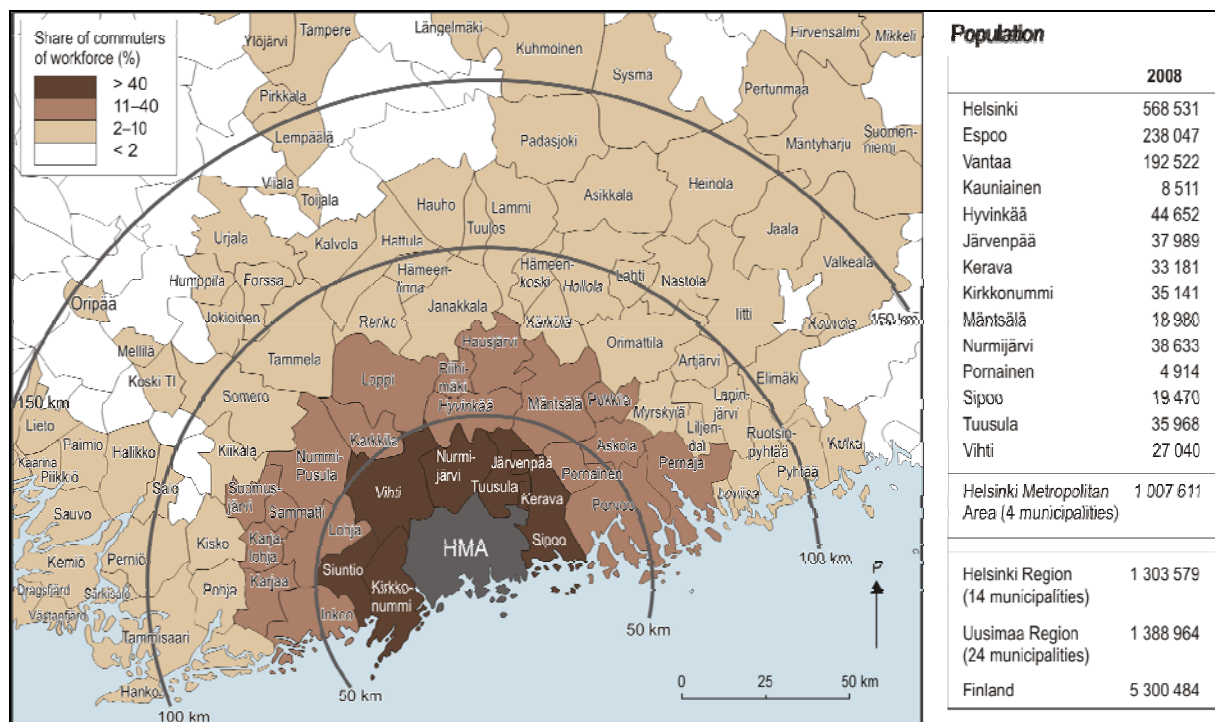 Share of commuters
of workforce (%)
> 40
11–40
2–10
< 2
Ylöjärvi
Tampere
Längelmäki
Kuhmoinen
Hirvensalmi
Mikkeli
Sysmä
Pertunmaa
Pirkkala
Lempäälä
Padasjoki
Mäntyharju
Suomen-
niemi
Viiala
Toijala
Hauho
Lammi
Asikkala
Heinola
Tuulos
Urjala
Kalvola
Hattula
Jaala
Valkeala
Humppila
Forssa
Hämeen-
linna
Hämeen-
koski
Hollola
Lahti
Nastola
Oripää
Jokioinen
Renko
Janakkala
Kärkölä
Iitti
Kouvola
150 km
Mellilä
Koski Tl
Tammela
Loppi
Riihi-
mäki
Hausjärvi
Orimattila
Artjärvi
Elimäki
150 km
Somero
Hyvinkää
Mäntsälä
Pukkila
Myrskylä
Lapin-
järvi
Lieto
Paimio
Halikko
Kiikala
Karkkila
Askola
Liljen-
dal
Ruotsin-
pyhtää
Kotka
Kaarina
Piikkiö
Salo
Nummi-
Pusula
Nurmi-
järvi
Järvenpää
Pornainen
Pernaja
Pyhtää
Suomus-
järvi
Sammatti
Vihti
Tuusula
Kerava
Porvoo
Loviisa
Sauvo
Lohja
Kisko
Karja-
lohja
HMA
Sipoo
100 km
Kemiö
Perniö
Siuntio
Dragsfjärd
Särkisalo
Pohja
Karjaa
Kirkko-
nummi
Västanfjärd
Inkoo
Tammisaari
50 km
P
Hanko
50 km
100 km
0 25 50 km
Population
2008
Helsinki 568 531
Espoo 238 047
Vantaa 192 522
Kauniainen 8 511
Hyvinkää 44 652
Järvenpää 37 989
Kerava 33 181
Kirkkonummi 35 141
Mäntsälä 18 980
Nurmijärvi 38 633
Pornainen 4 914
Sipoo 19 470
Tuusula 35 968
Vihti 27 040
Helsinki Metropolitan 1 007 611
Area (4 municipalities)
Helsinki Region 1 303 579
(14 municipalities)
Uusimaa Region 1 388 964
(24 municipalities)
Finland 5 300 484